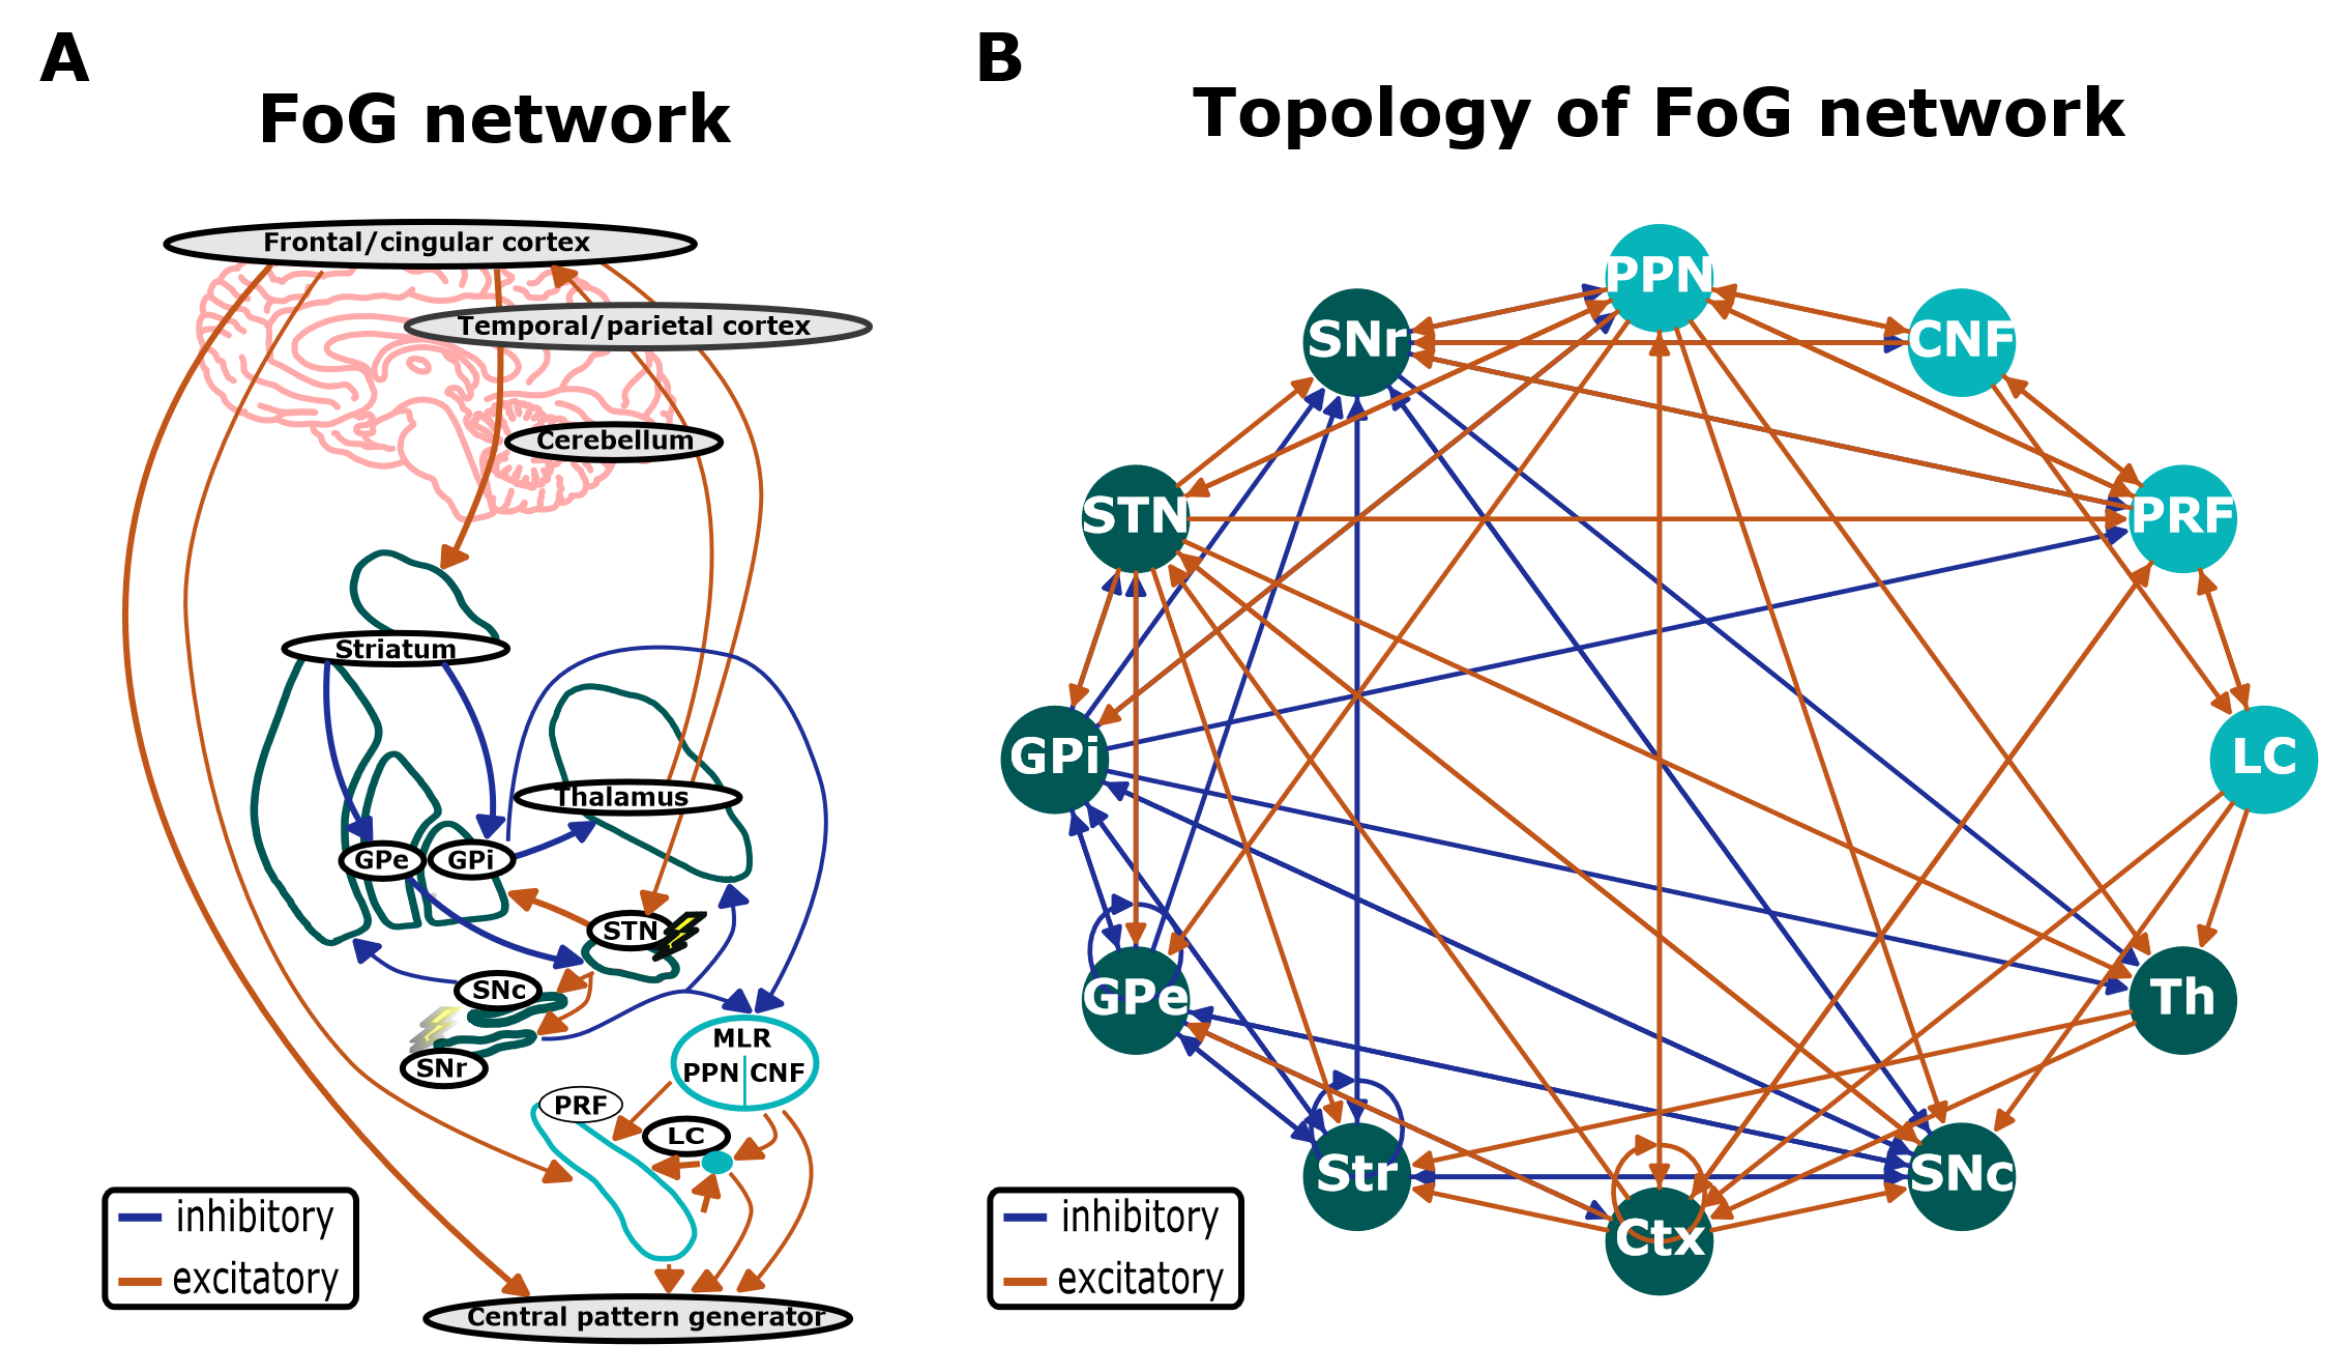 A
FoG network
Frontal/cingular cortex
Temporal/parietal cortex
Cerebellum
Striatum
Thalamus
GPe
GPi
STN
SNc
SNr
MLR
PPN CNF
PRF
LC
inhibitory
excitatory
Central pattern generator
B
Topology of FoG network
PPN
SNr
CNF
STN
PRF
GPi
LC
GPe
Th
Str
SNc
Ctx
inhibitory
excitatory